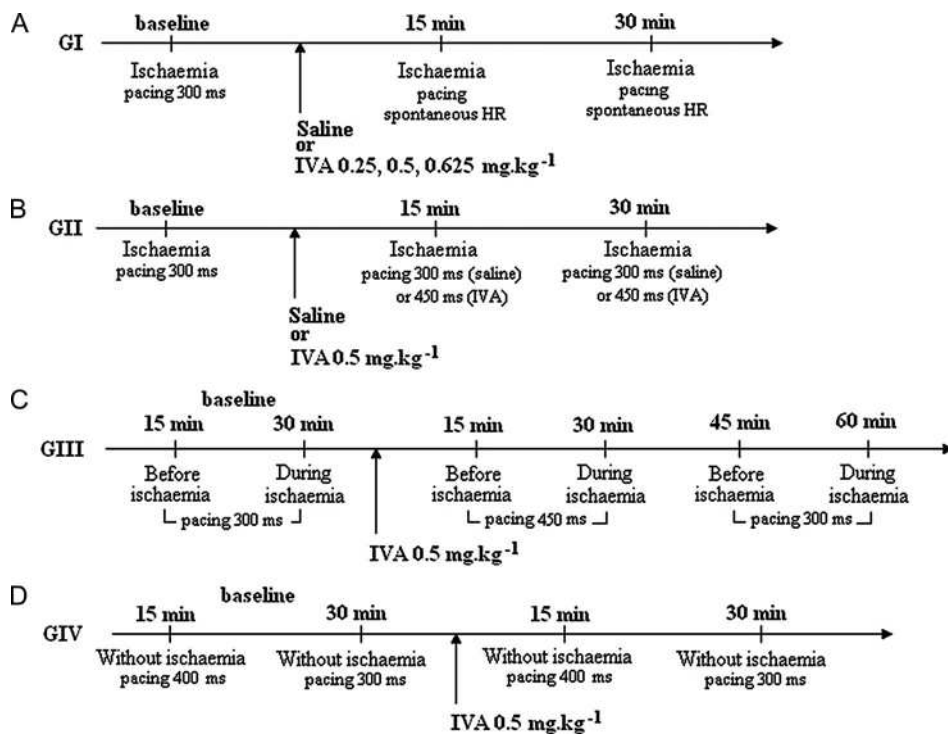 A
baseline 15 min 30 min
GI
Ischaemia Ischaemia Ischaemia
pacing 300 ms pacing pacing
spontaneous HR spontaneous HR
Saline
or
IVA 0.25, 0.5, 0.625 mg.kg⁻¹
B
baseline 15 min 30 min
GII
Ischaemia Ischaemia Ischaemia
pacing 300 ms pacing 300 ms (saline) pacing 300 ms (saline)
or 450 ms (IVA) or 450 ms (IVA)
Saline
or
IVA 0.5 mg.kg⁻¹
C
baseline
15 min 30 min 15 min 30 min 45 min 60 min
GIII
Before During Before During Before During
ischaemia ischaemia ischaemia ischaemia ischaemia ischaemia
pacing 300 ms pacing 450 ms pacing 300 ms
IVA 0.5 mg.kg⁻¹
D
baseline
15 min 30 min 15 min 30 min
GIV
Without ischaemia Without ischaemia Without ischaemia Without ischaemia
pacing 400 ms pacing 300 ms pacing 400 ms pacing 300 ms
IVA 0.5 mg.kg⁻¹